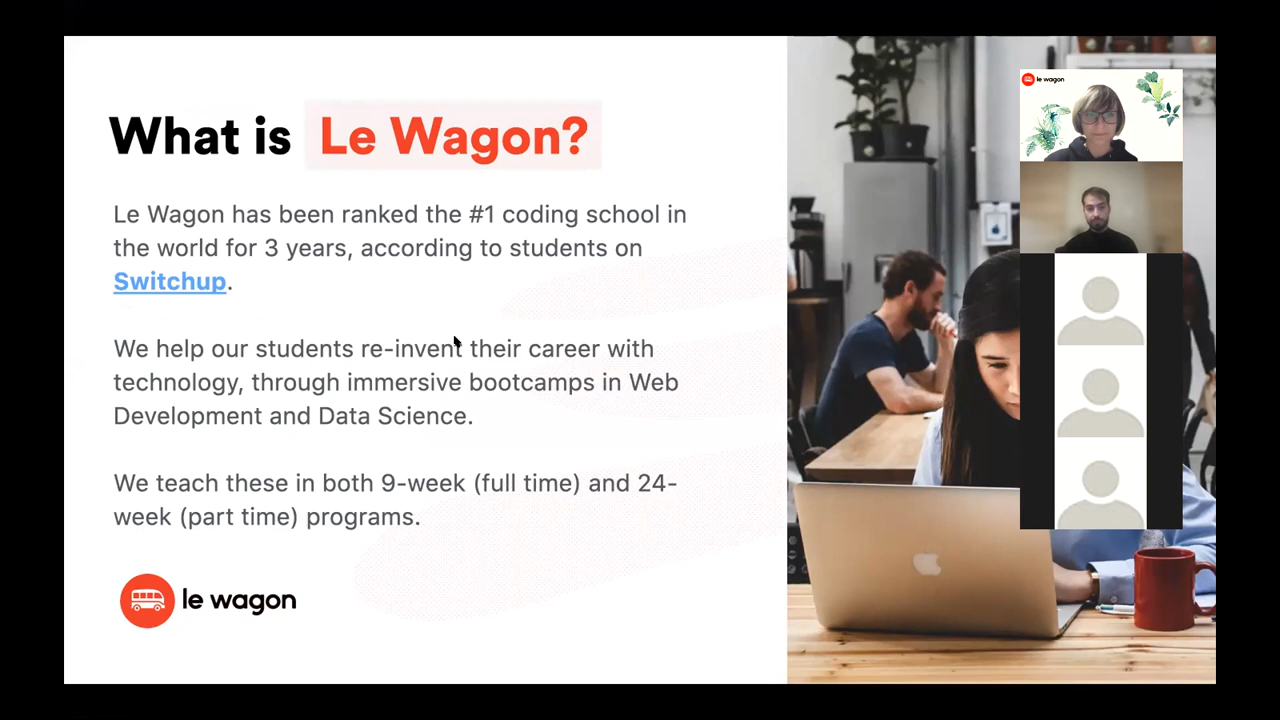 What is Le Wagon?
Le Wagon has been ranked the #1 coding school in
the world for 3 years, according to students on
Switchup.
We help our students re-invent their career with
technology, through immersive bootcamps in Web
Development and Data Science.
We teach these in both 9-week (full time) and 24-
week (part time) programs.
le wagon
le wagon